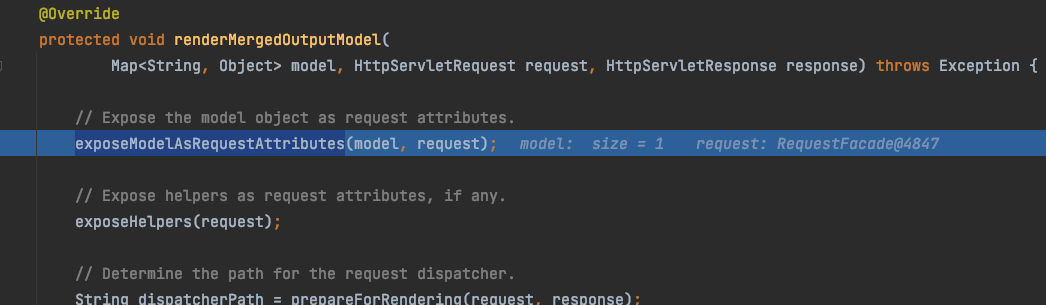 @Override
protected void renderMergedOutputModel(
Map<String, Object> model, HttpServletRequest request, HttpServletResponse response) throws Exception {
// Expose the model object as request attributes.
exposeModelAsRequestAttributes(model, request); model: size = 1 request: RequestFacade@4847
// Expose helpers as request attributes, if any.
exposeHelpers(request);
// Determine the path for the request dispatcher.
String dispatcherPath = prepareForRendering(request, response);